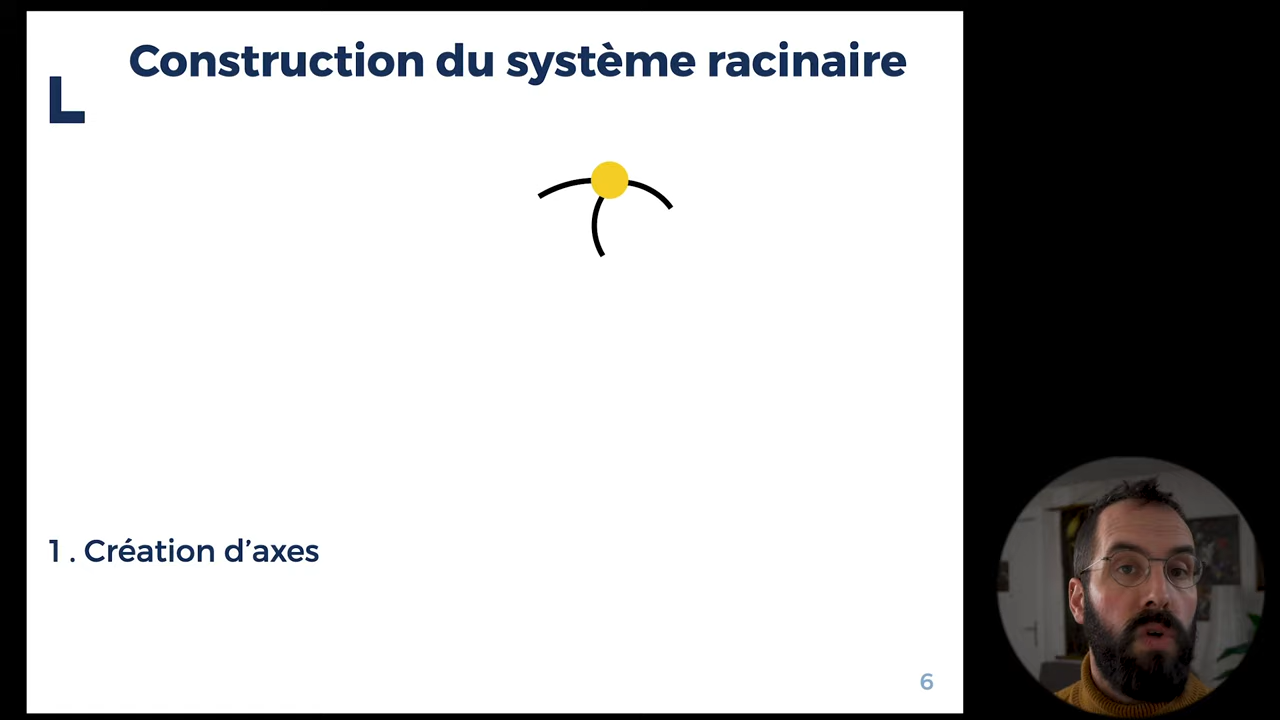 Construction du système racinaire
L
1 . Création d’axes
6